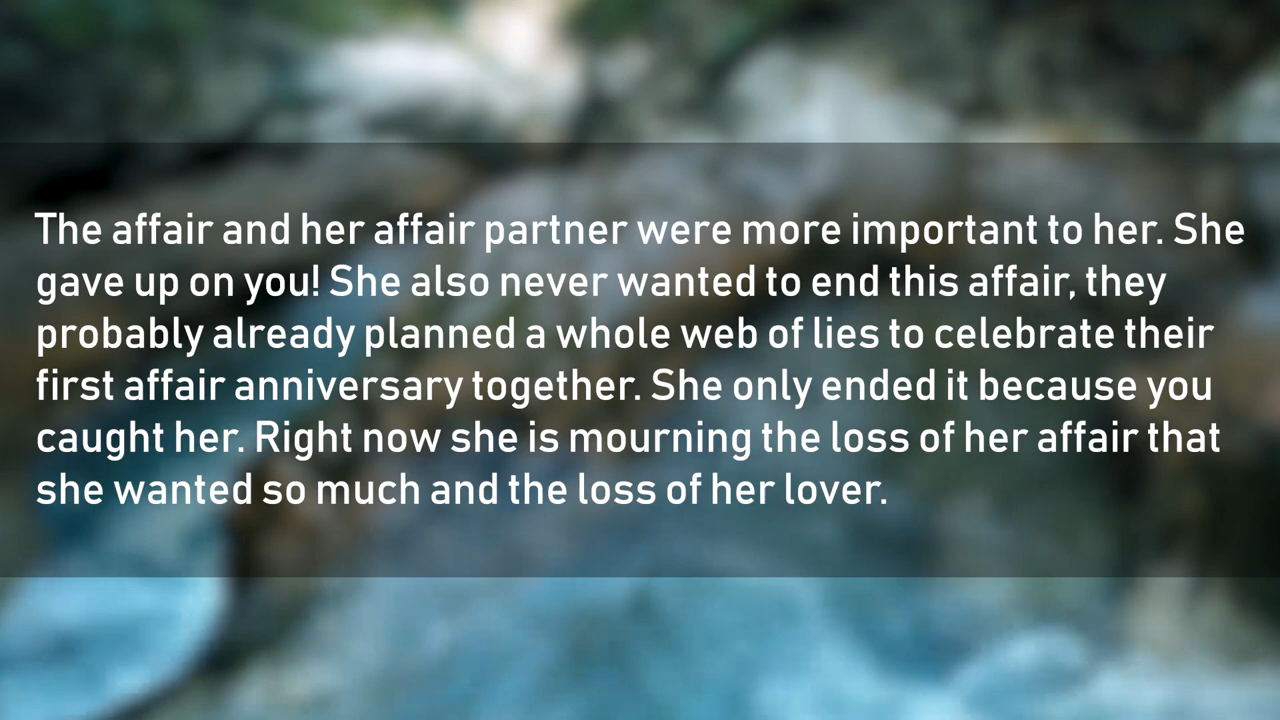 The affair and her affair partner were more important to her. She
gave up on you! She also never wanted to end this affair, they
probably already planned a whole web of lies to celebrate their
first affair anniversary together. She only ended it because you
caught her. Right now she is mourning the loss of her affair that
she wanted so much and the loss of her lover.